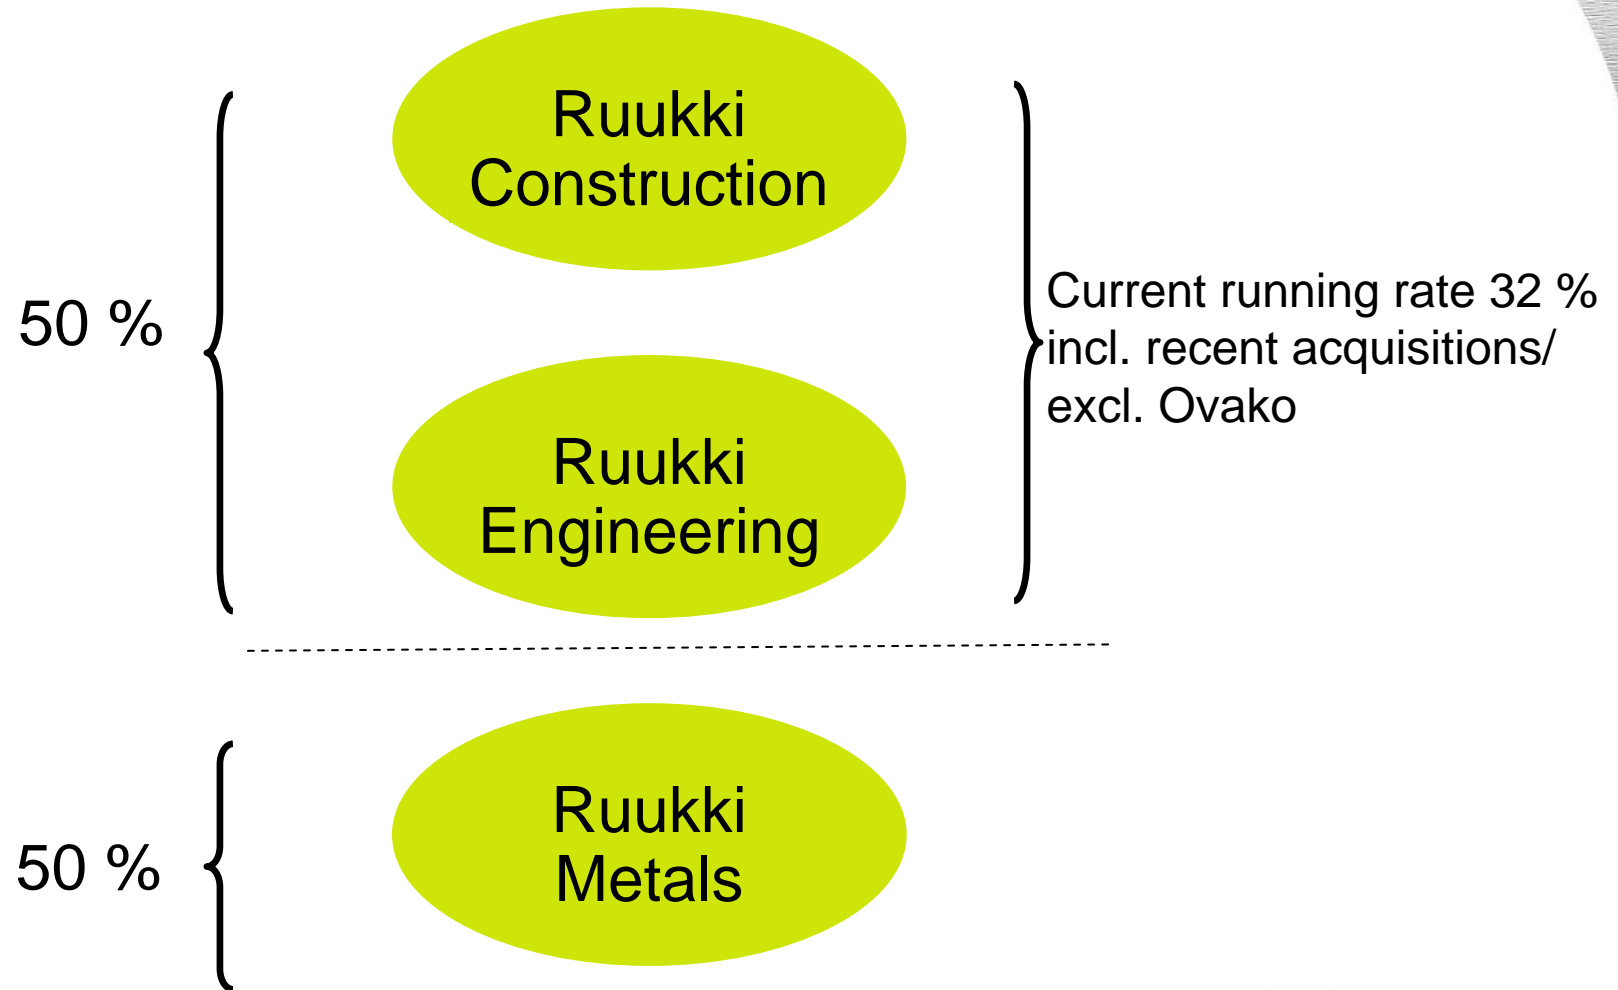 Ruukki
Construction
50 %
Current running rate 32 %
incl. recent acquisitions/
excl. Ovako
Ruukki
Engineering
Ruukki
Metals
50 %